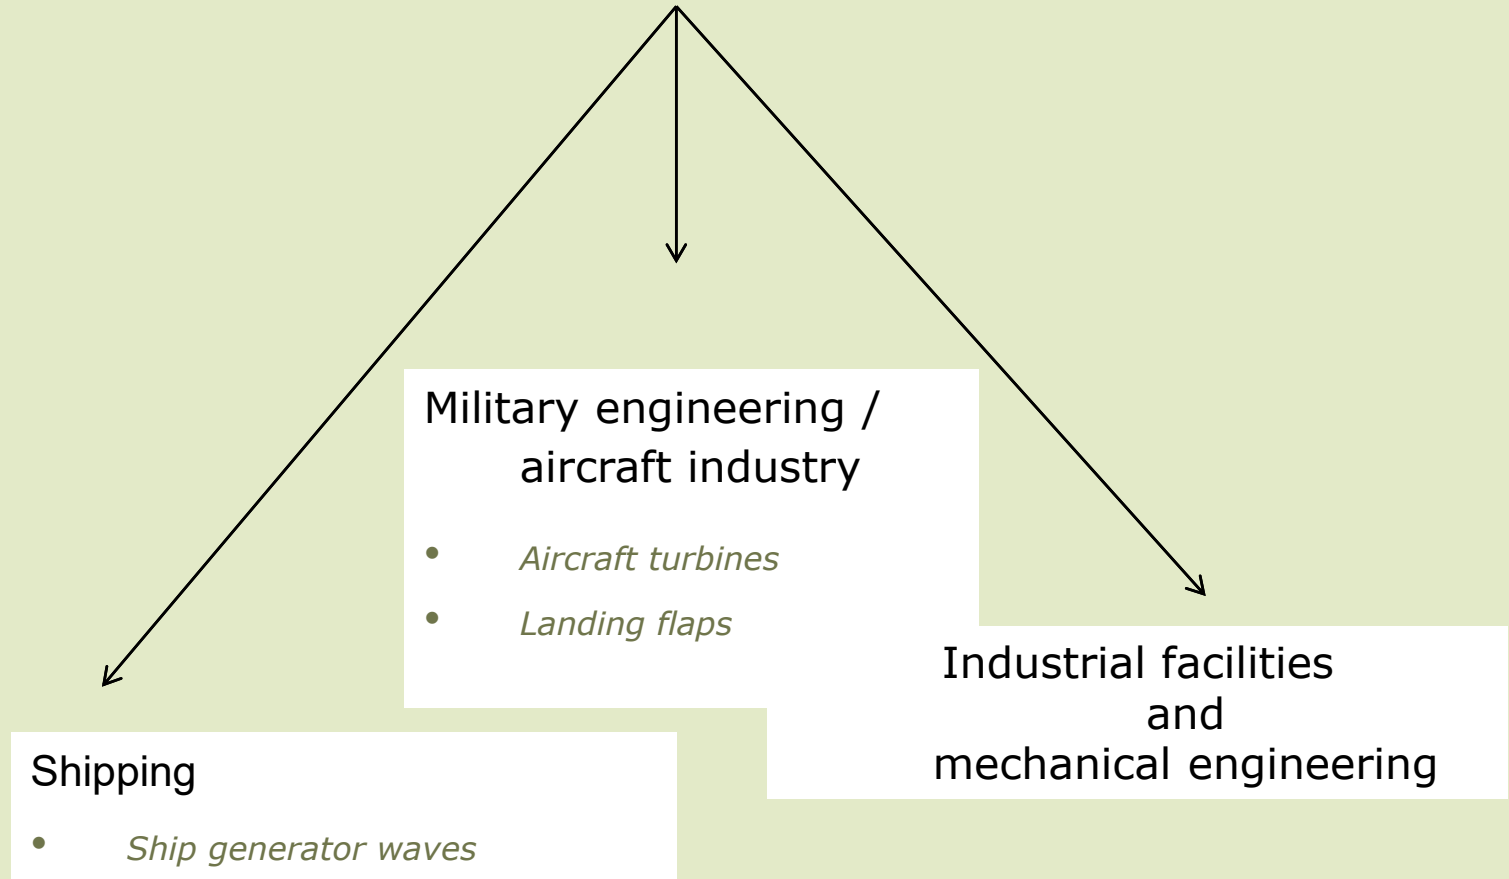 Military engineering /
aircraft industry
• Aircraft turbines
• Landing flaps
Industrial facilities
and
mechanical engineering
Shipping
• Ship generator waves